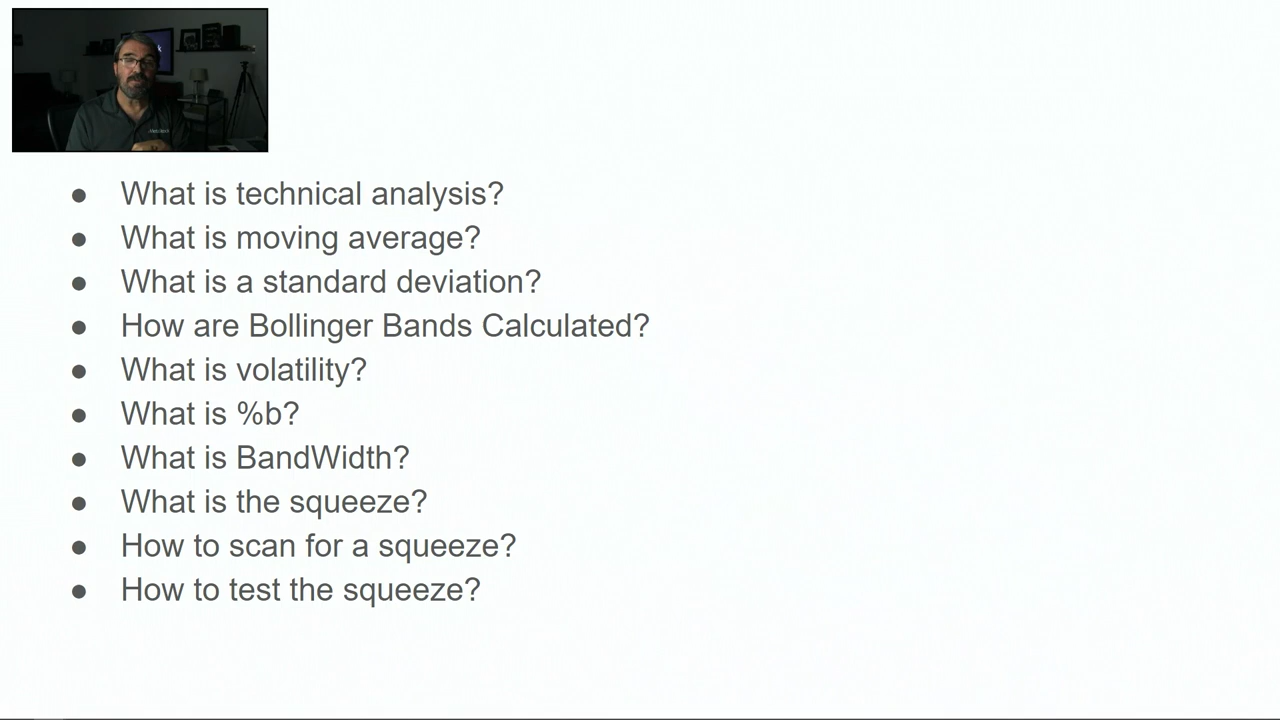 ● What is technical analysis?
● What is moving average?
● What is a standard deviation?
● How are Bollinger Bands Calculated?
● What is volatility?
● What is %b?
● What is BandWidth?
● What is the squeeze?
● How to scan for a squeeze?
● How to test the squeeze?